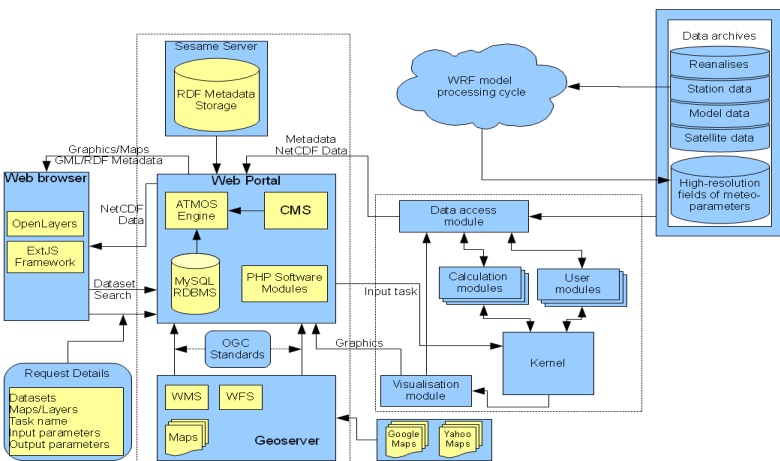 Sesame Server
RDF Metadata
Storage
WRF model
processing cycle
Data archives
Reanalises
Station data
Model data
Satellite data
High-resolution
fields of meteo-
parameters
Graphics/Maps
GML/RDF Metadata
Metadata
NetCDF Data
Web browser
OpenLayers
ExtJS
Framework
NetCDF
Data
Dataset
Search
Web Portal
ATMOS
Engine
CMS
MySQL
RDBMS
PHP Software
Modules
Input task
Data access
module
Calculation
modules
User
modules
Kernel
Visualisation
module
Graphics
OGC
Standards
Request Details
Datasets
Maps/Layers
Task name
Input parameters
Output parameters
WMS
WFS
Maps
Geoserver
Google
Maps
Yahoo
Maps